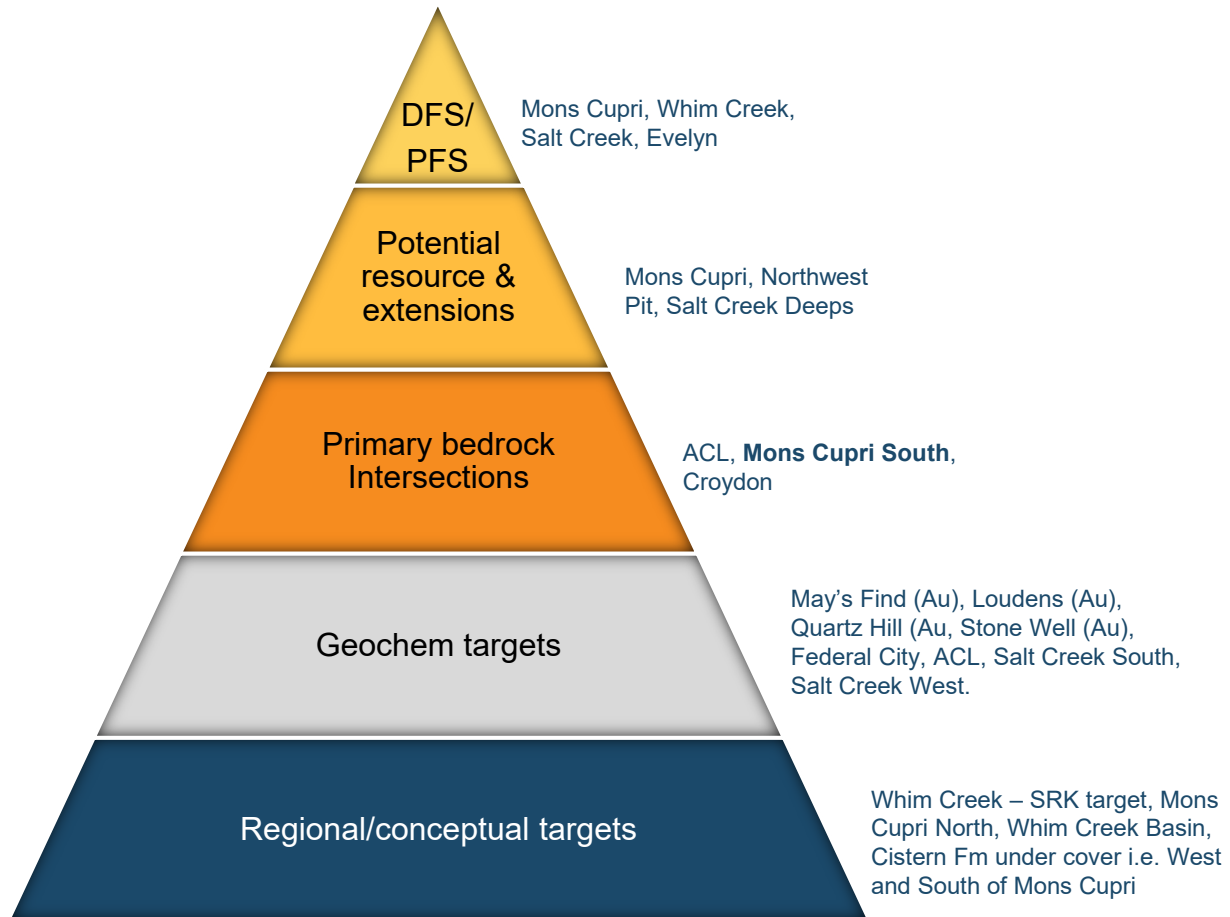 DFS/
PFS
Mons Cupri, Whim Creek,
Salt Creek, Evelyn
Potential
resource &
extensions
Mons Cupri, Northwest
Pit, Salt Creek Deeps
Primary bedrock
Intersections
ACL, Mons Cupri South,
Croydon
Geochem targets
May’s Find (Au), Loudens (Au),
Quartz Hill (Au, Stone Well (Au),
Federal City, ACL, Salt Creek South,
Salt Creek West.
Regional/conceptual targets
Whim Creek – SRK target, Mons
Cupri North, Whim Creek Basin,
Cistern Fm under cover i.e. West
and South of Mons Cupri